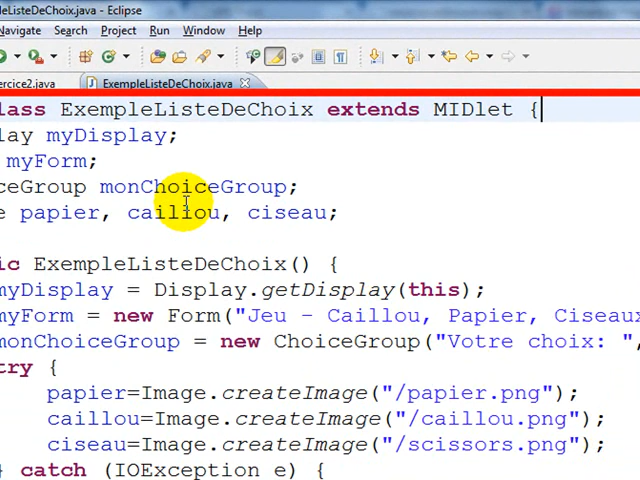 ListeDeChoix.java - Eclipse
Navigate Search Project Run Window Help
ercice2.java ExempleListeDeChoix.java
lass ExempleListeDeChoix extends MIDlet {
lay myDisplay;
myForm;
ceGroup monChoiceGroup;
e papier, caillou, ciseau;
ic ExempleListeDeChoix() {
myDisplay = Display.getDisplay(this);
myForm = new Form("Jeu - Caillou, Papier, Ciseaux
monChoiceGroup = new ChoiceGroup("Votre choix: ",
try {
papier=Image.createImage("/papier.png");
caillou=Image.createImage("/caillou.png");
ciseau=Image.createImage("/scissors.png");
} catch (IOException e) {